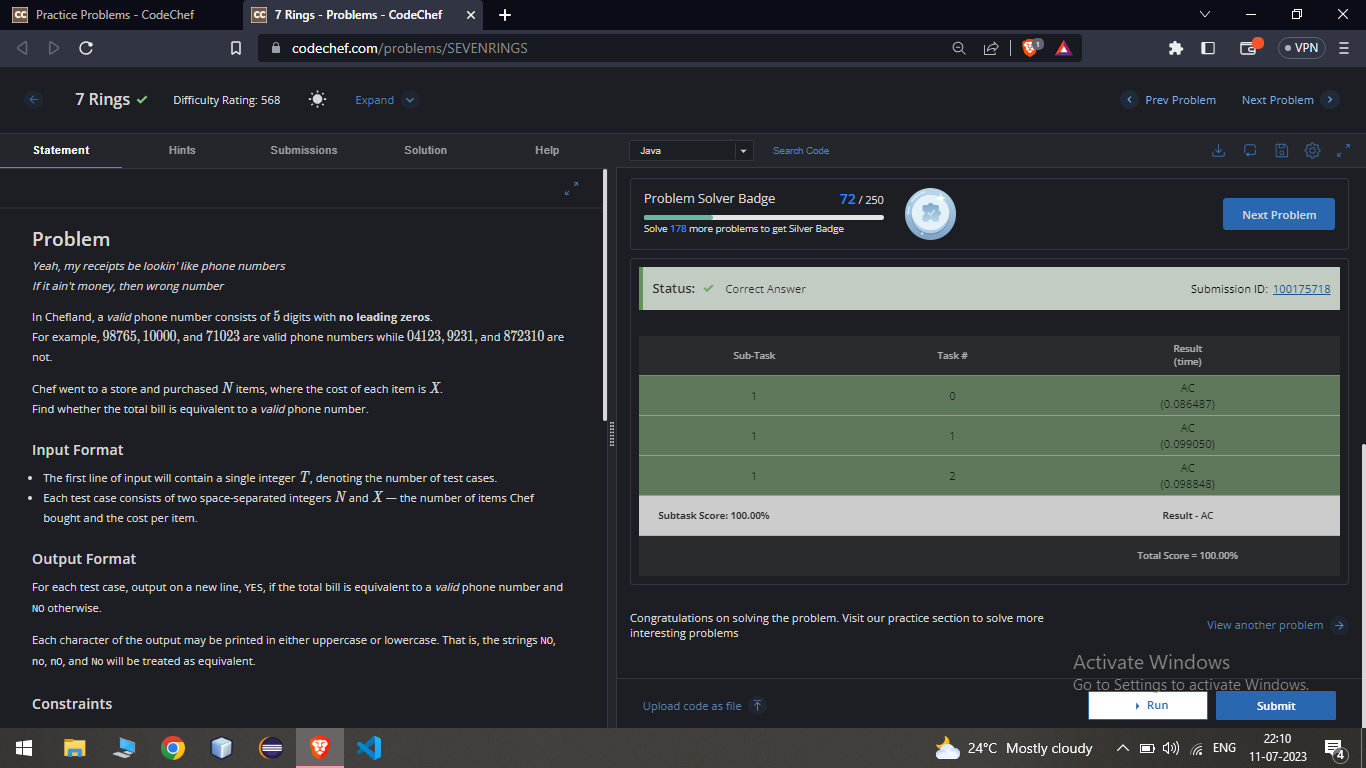 Practice Problems - CodeChef
7 Rings - Problems - CodeChef
codechef.com/problems/SEVENRINGS
1
VPN
7 Rings
Difficulty Rating: 568
Expand
Prev Problem
Next Problem
Statement
Hints
Submissions
Solution
Help
Java
Search Code
Problem
Yeah, my receipts be lookin' like phone numbers
If it ain't money, then wrong number
In Chefland, a valid phone number consists of 5 digits with no leading zeros.
For example, 98765, 10000, and 71023 are valid phone numbers while 04123, 9231, and 872310 are
not.
Chef went to a store and purchased N items, where the cost of each item is X.
Find whether the total bill is equivalent to a valid phone number.
Input Format
• The first line of input will contain a single integer T, denoting the number of test cases.
• Each test case consists of two space-separated integers N and X — the number of items Chef
bought and the cost per item.
Output Format
For each test case, output on a new line, YES, if the total bill is equivalent to a valid phone number and
NO otherwise.
Each character of the output may be printed in either uppercase or lowercase. That is, the strings NO,
no, nO, and No will be treated as equivalent.
Constraints
Problem Solver Badge
72 / 250
Solve 178 more problems to get Silver Badge
Next Problem
Status: Correct Answer
Submission ID: 100175718
Sub-Task Task # Result
(time)
1 0 AC
(0.086487)
1 1 AC
(0.099050)
1 2 AC
(0.098848)
Subtask Score: 100.00% Result - AC
Total Score = 100.00%
Congratulations on solving the problem. Visit our practice section to solve more
interesting problems
View another problem
Activate Windows
Go to Settings to activate Windows.
Upload code as file
Run
Submit
24°C Mostly cloudy
ENG
22:10
11-07-2023
4